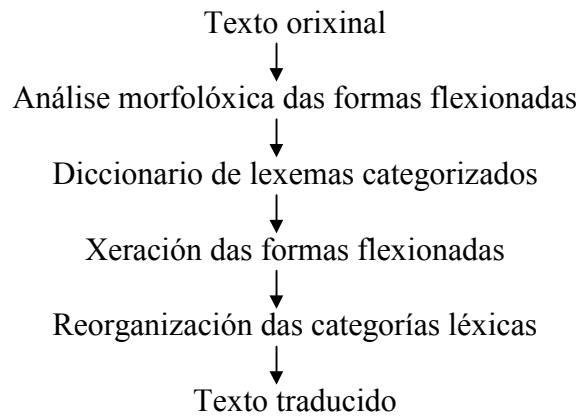 Texto orixinal
Análise morfolóxica das formas flexionadas
Diccionario de lexemas categorizados
Xeración das formas flexionadas
Reorganización das categorías léxicas
Texto traducido